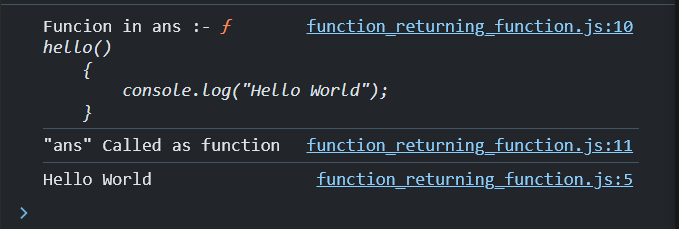 Funcion in ans :- ƒ function_returning_function.js:10
hello()
{
console.log("Hello World");
}
"ans" Called as function function_returning_function.js:11
Hello World function_returning_function.js:5
>